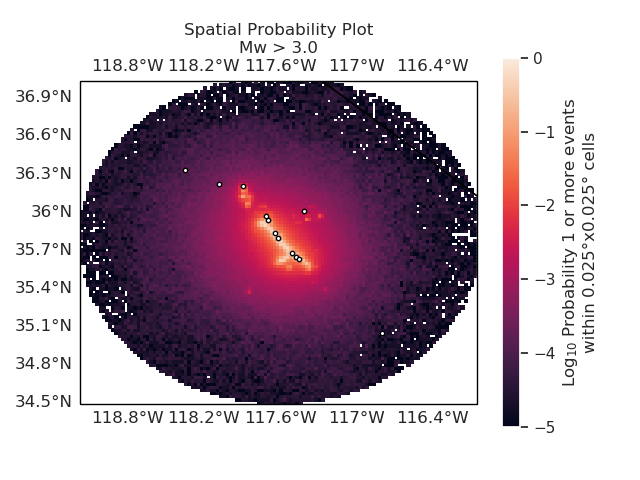 Spatial Probability Plot
Mw > 3.0
118.8°W 118.2°W 117.6°W 117°W 116.4°W
36.9°N
36.6°N
36.3°N
36°N
35.7°N
35.4°N
35.1°N
34.8°N
34.5°N
118.8°W 118.2°W 117.6°W 117°W 116.4°W
0
−1
−2
−3
−4
−5
Log₁₀ Probability 1 or more events
within 0.025°x0.025° cells